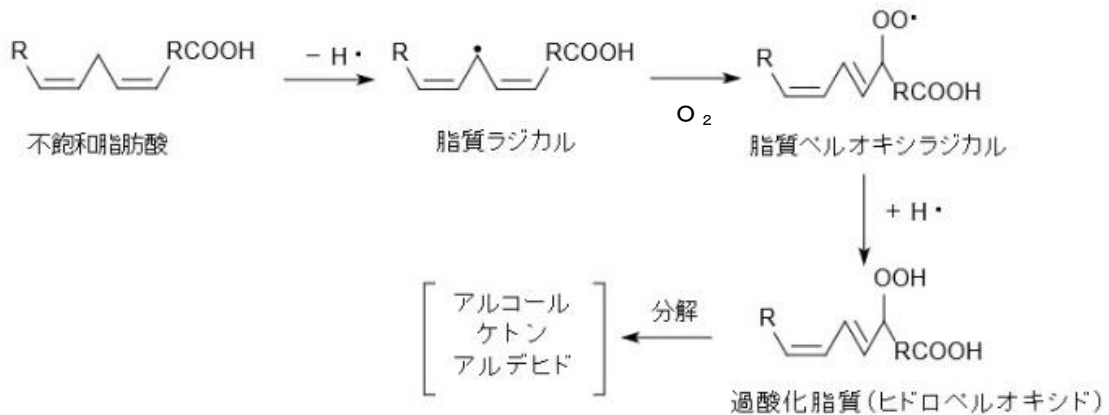 R
RCOOH
不飽和脂肪酸
－H・
R
RCOOH
脂質ラジカル
O₂
OO・
R
RCOOH
脂質ペルオキシラジカル
＋H・
OOH
R
RCOOH
過酸化脂質(ヒドロペルオキシド)
分解
アルコール
ケトン
アルデヒド